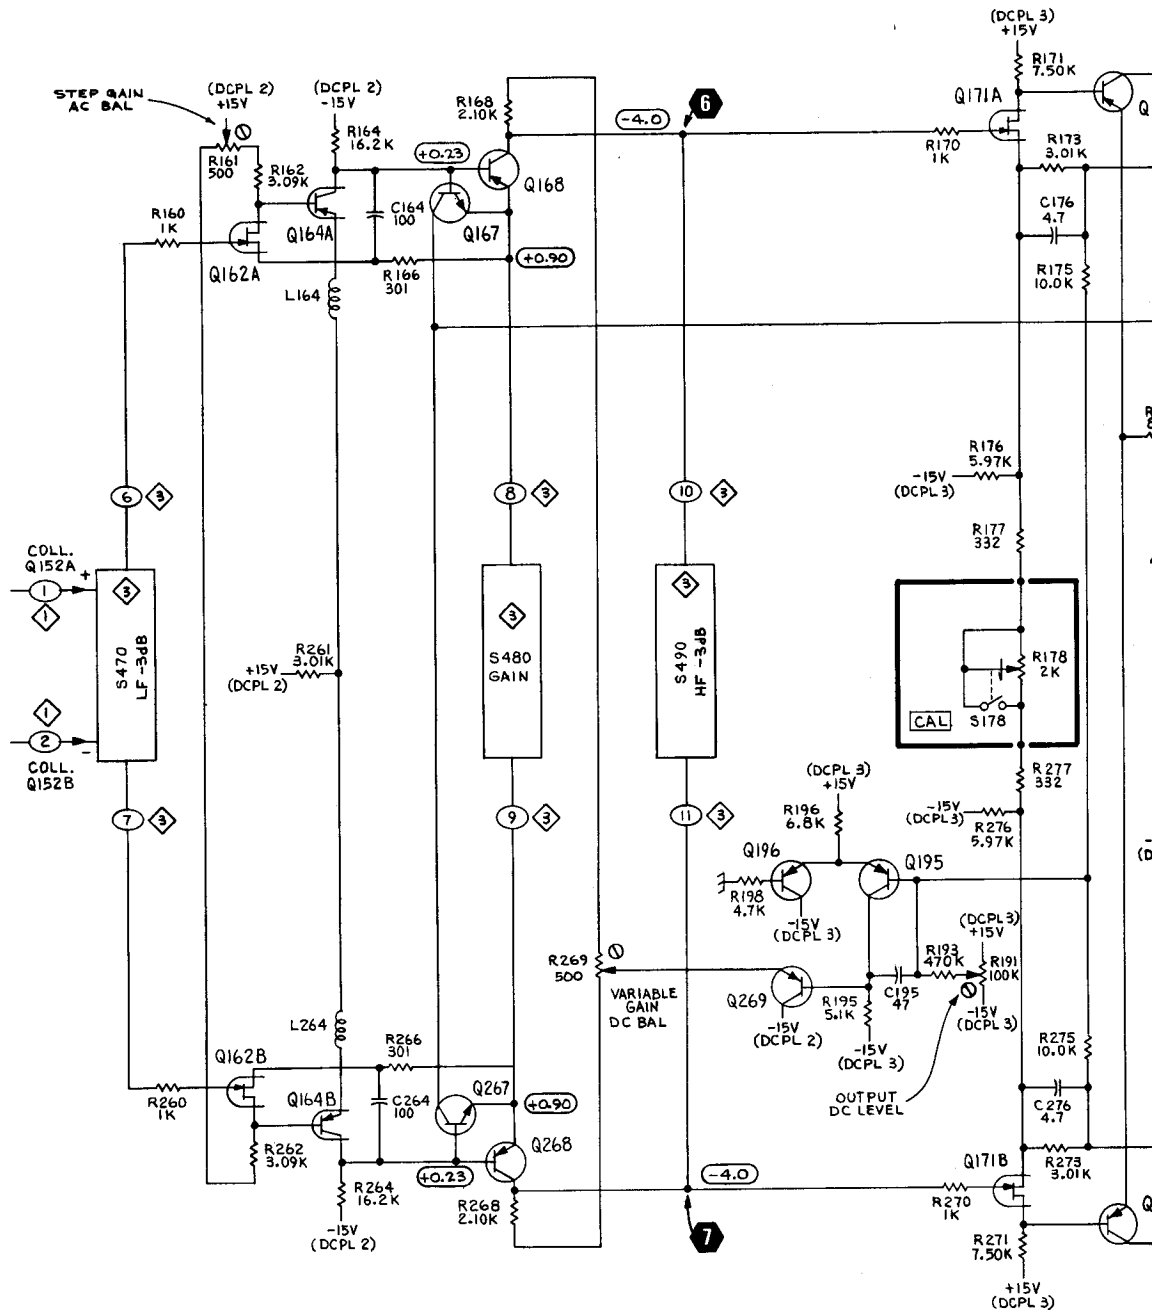 (DCPL 3)
+15V
R171
7.50K
Q171A
Q
STEP GAIN
AC BAL
(DCPL 2)
+15V
(DCPL 2)
-15V
R168
2.10K
6
-4.0
R161
500
R162
3.09K
R164
16.2K
+0.23
Q168
R170
1K
R173
3.01K
R160
1K
Q164A
C164
100
Q167
C176
4.7
Q162A
R166
301
+0.90
R175
10.0K
L164
R
8
R176
5.97K
-15V
(DCPL 3)
6
3
8
3
10
3
R177
332
COLL.
Q152A
+
1
1
3
S470
LF -3dB
3
S480
GAIN
3
S490
HF -3dB
R261
3.01K
+15V
(DCPL 2)
R178
2K
S178
CAL
1
2
-
COLL.
Q152B
7
3
9
3
11
3
R277
332
(DCPL 3)
+15V
R196
6.8K
-15V
(DCPL3)
R276
5.97K
Q196
Q195
R198
4.7K
-15V
(DCPL 3)
(DCPL3)
+15V
R193
470K
R191
100K
R269
500
VARIABLE
GAIN
DC BAL
Q269
-15V
(DCPL 2)
R195
5.1K
C195
47
-15V
(DCPL 3)
-15V
(DCPL 3)
(D
L264
R266
301
R275
10.0K
Q162B
Q164B
Q267
C264
100
+0.90
OUTPUT
DC LEVEL
C276
4.7
R260
1K
R262
3.09K
Q268
+0.23
-4.0
R273
3.01K
Q171B
R264
16.2K
R268
2.10K
R270
1K
-15V
(DCPL 2)
7
Q
R271
7.50K
+15V
(DCPL 3)